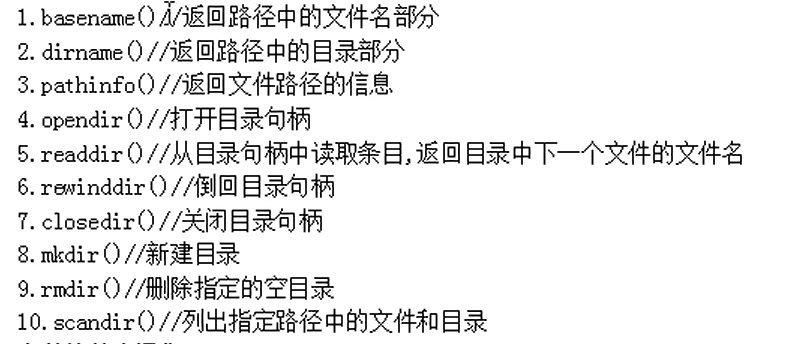 1.basename()//返回路径中的文件名部分
2.dirname()//返回路径中的目录部分
3.pathinfo()//返回文件路径的信息
4.opendir()//打开目录句柄
5.readdir()//从目录句柄中读取条目,返回目录中下一个文件的文件名
6.rewinddir()//倒回目录句柄
7.closedir()//关闭目录句柄
8.mkdir()//新建目录
9.rmdir()//删除指定的空目录
10.scandir()//列出指定路径中的文件和目录